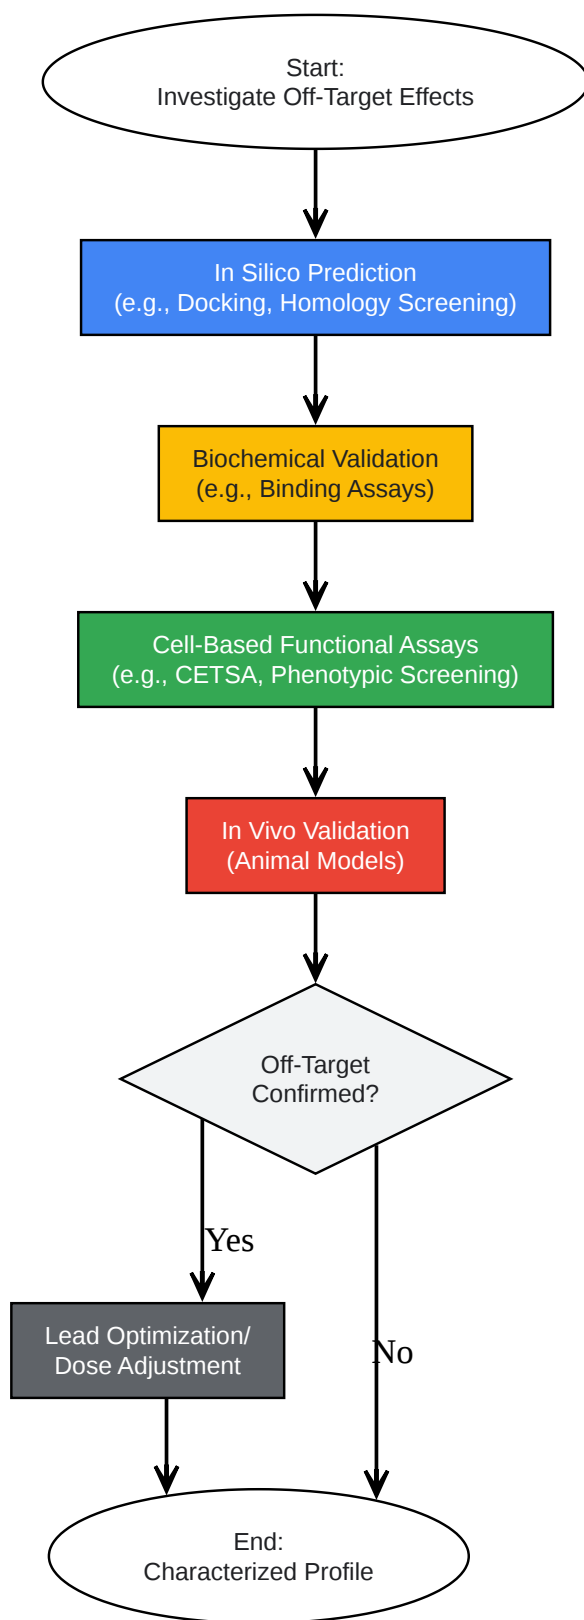 Start:
Investigate Off-Target Effects
In Silico Prediction
(e.g., Docking, Homology Screening)
Biochemical Validation
(e.g., Binding Assays)
Cell-Based Functional Assays
(e.g., CETSA, Phenotypic Screening)
In Vivo Validation
(Animal Models)
Off-Target
Confirmed?
Yes
Lead Optimization/
Dose Adjustment
No
End:
Characterized Profile